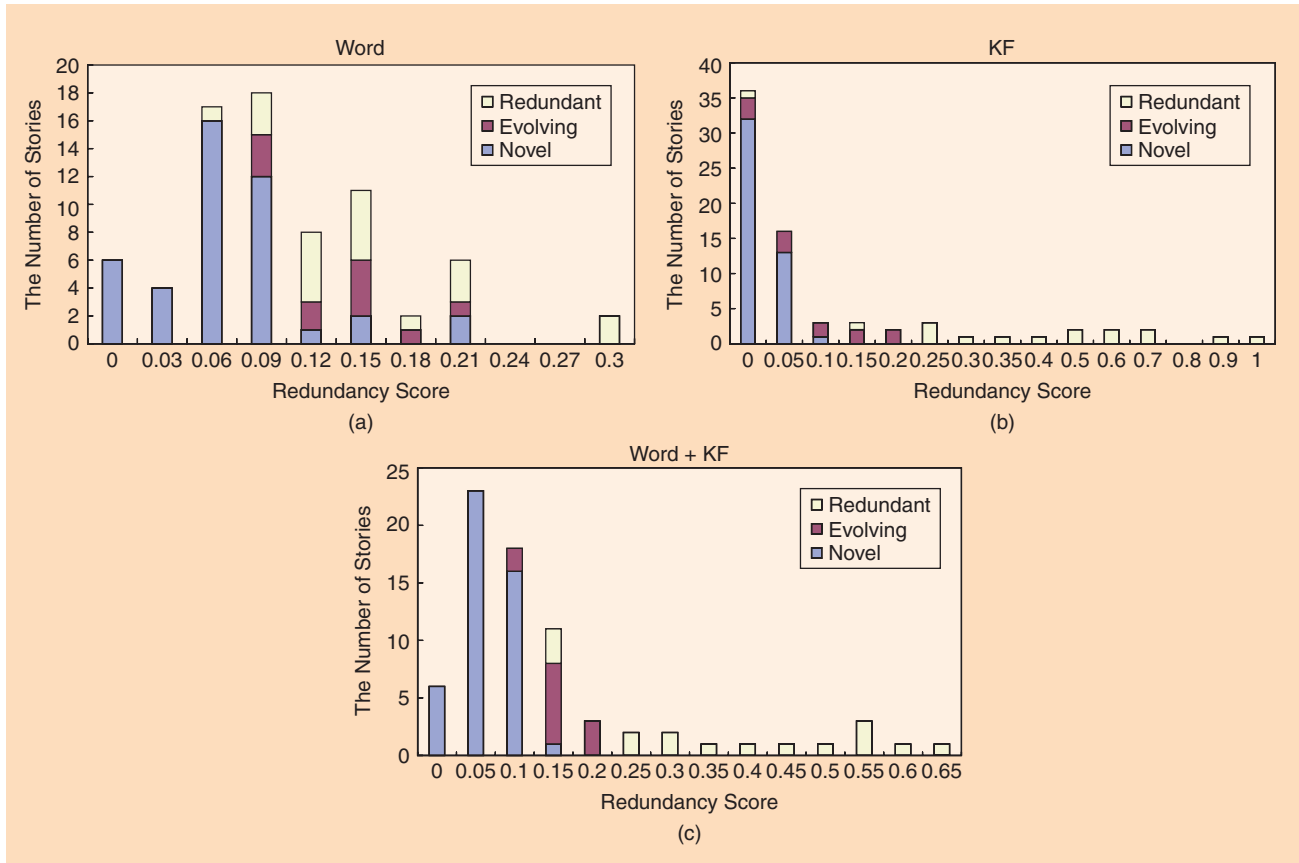 Word
20
18
16
14
12
10
8
6
4
2
0
The Number of Stories
Redundant
Evolving
Novel
0 0.03 0.06 0.09 0.12 0.15 0.18 0.21 0.24 0.27 0.3
Redundancy Score
(a)
KF
40
35
30
25
20
15
10
5
0
The Number of Stories
Redundant
Evolving
Novel
0 0.05 0.1 0.15 0.2 0.25 0.3 0.35 0.4 0.5 0.6 0.7 0.8 0.9 1
Redundancy Score
(b)
Word + KF
25
20
15
10
5
0
The Number of Stories
Redundant
Evolving
Novel
0 0.05 0.1 0.15 0.2 0.25 0.3 0.35 0.4 0.45 0.5 0.55 0.6 0.65
Redundancy Score
(c)